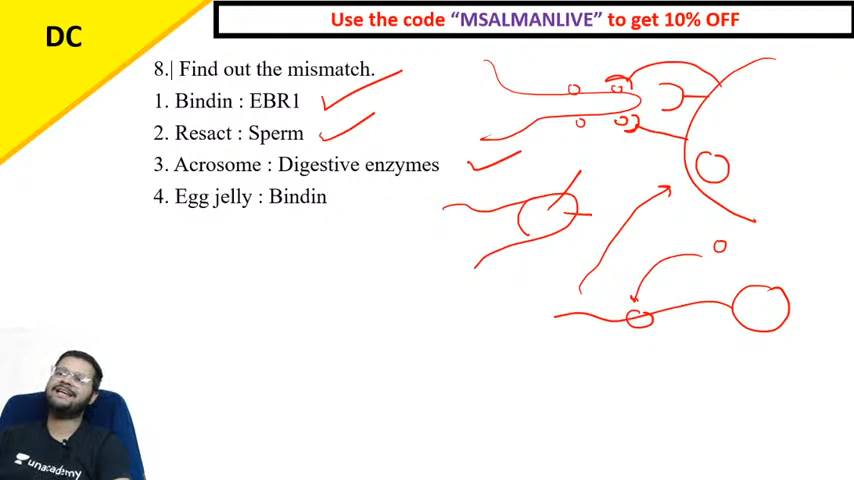 DC
Use the code “MSALMANLIVE” to get 10% OFF
8.| Find out the mismatch.
1. Bindin : EBR1
2. Resact : Sperm
3. Acrosome : Digestive enzymes
4. Egg jelly : Bindin
unacademy